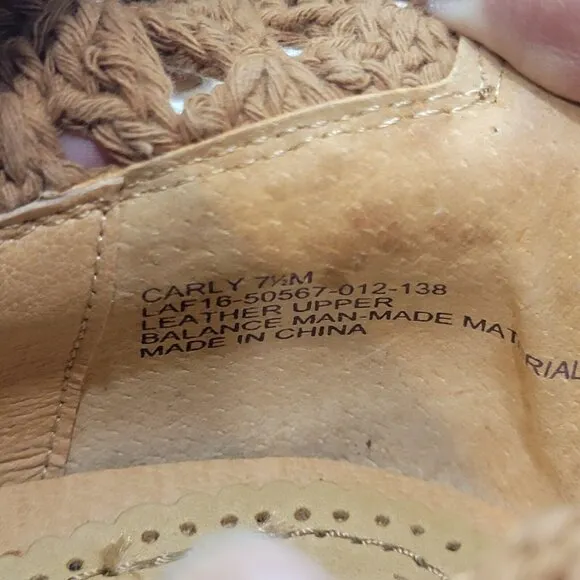 CARLY 7½M
LAF16-50567-012-138
LEATHER UPPER
BALANCE MAN-MADE MATERIAL
MADE IN CHINA